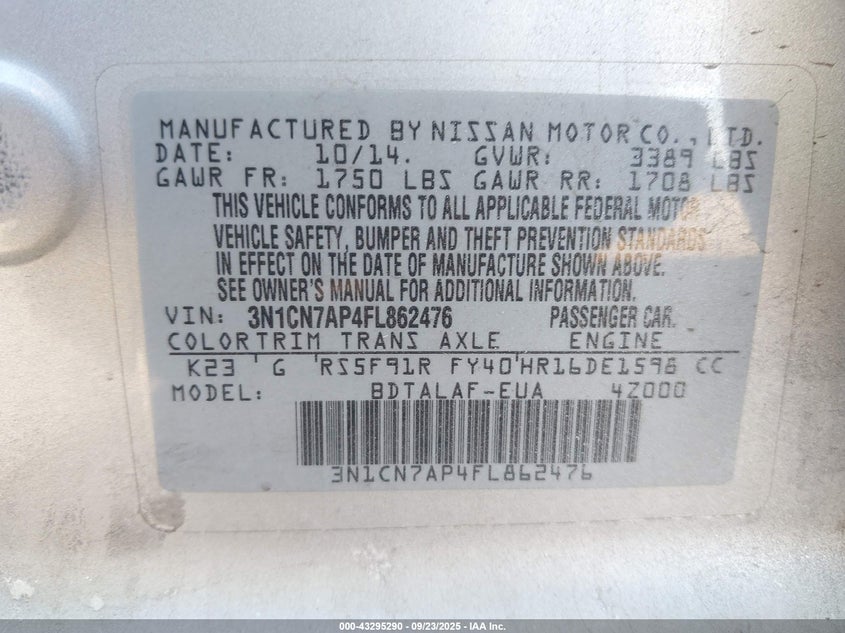 MANUFACTURED BY NISSAN MOTOR CO., LTD.
DATE: 10/14. GVWR: 3389 LBS
GAWR FR: 1750 LBS GAWR RR: 1708 LBS
THIS VEHICLE CONFORMS TO ALL APPLICABLE FEDERAL MOTOR
VEHICLE SAFETY, BUMPER AND THEFT PREVENTION STANDARDS
IN EFFECT ON THE DATE OF MANUFACTURE SHOWN ABOVE.
SEE OWNER'S MANUAL FOR ADDITIONAL INFORMATION.
VIN: 3N1CN7AP4FL862476 PASSENGER CAR.
COLOR TRIM TRANS AXLE ENGINE
K23 ' G 'RS5F91R FY40'HR16DE1598 CC
MODEL: BDTALAF-EUA 4Z000
3N1CN7AP4FL862476
000-43295290 - 09/23/2025 - IAA Inc.